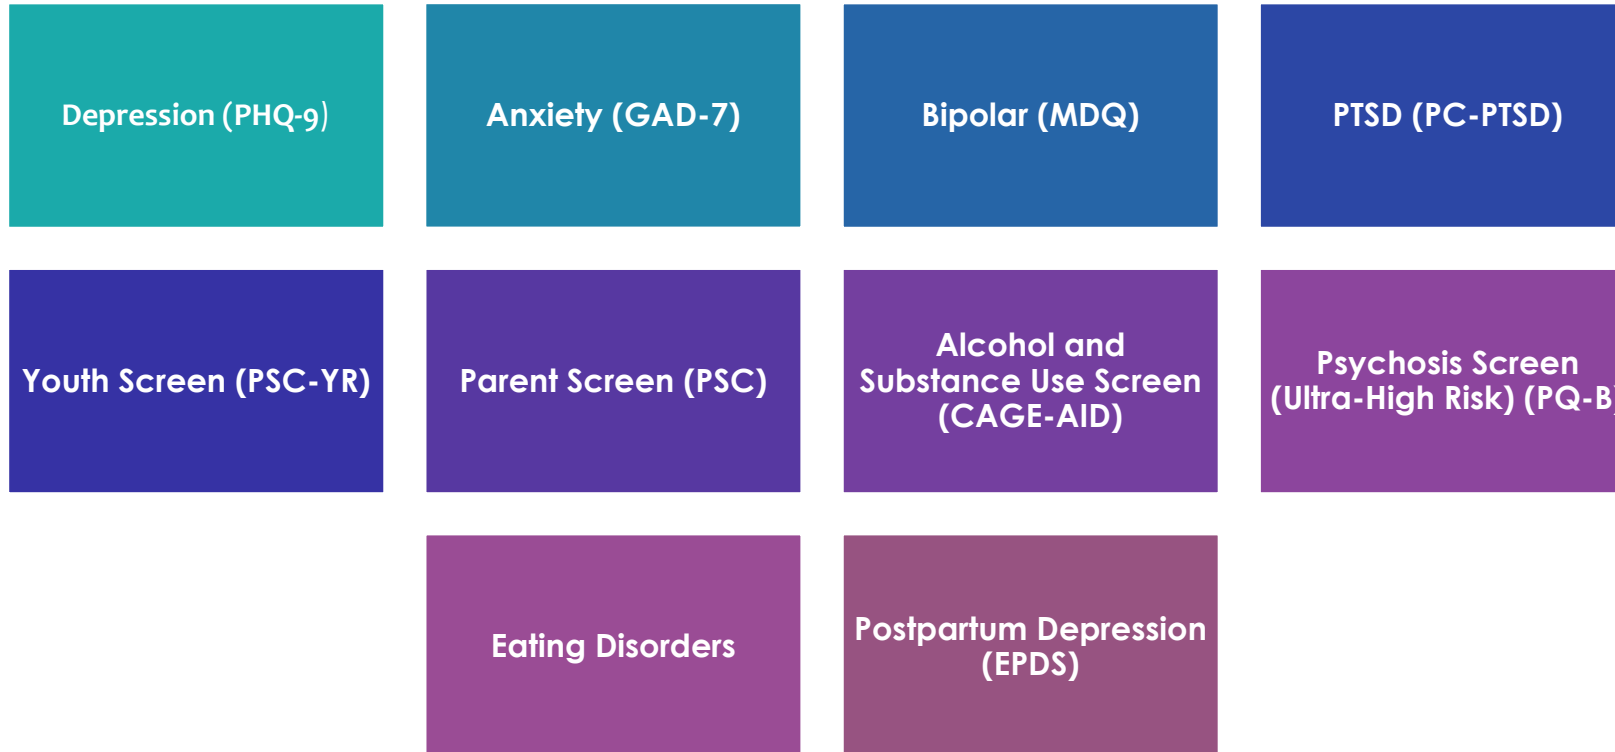 Depression (PHQ-9)
Anxiety (GAD-7)
Bipolar (MDQ)
PTSD (PC-PTSD)
Youth Screen (PSC-YR)
Parent Screen (PSC)
Alcohol and
Substance Use Screen
(CAGE-AID)
Psychosis Screen
(Ultra-High Risk) (PQ-B)
Eating Disorders
Postpartum Depression
(EPDS)